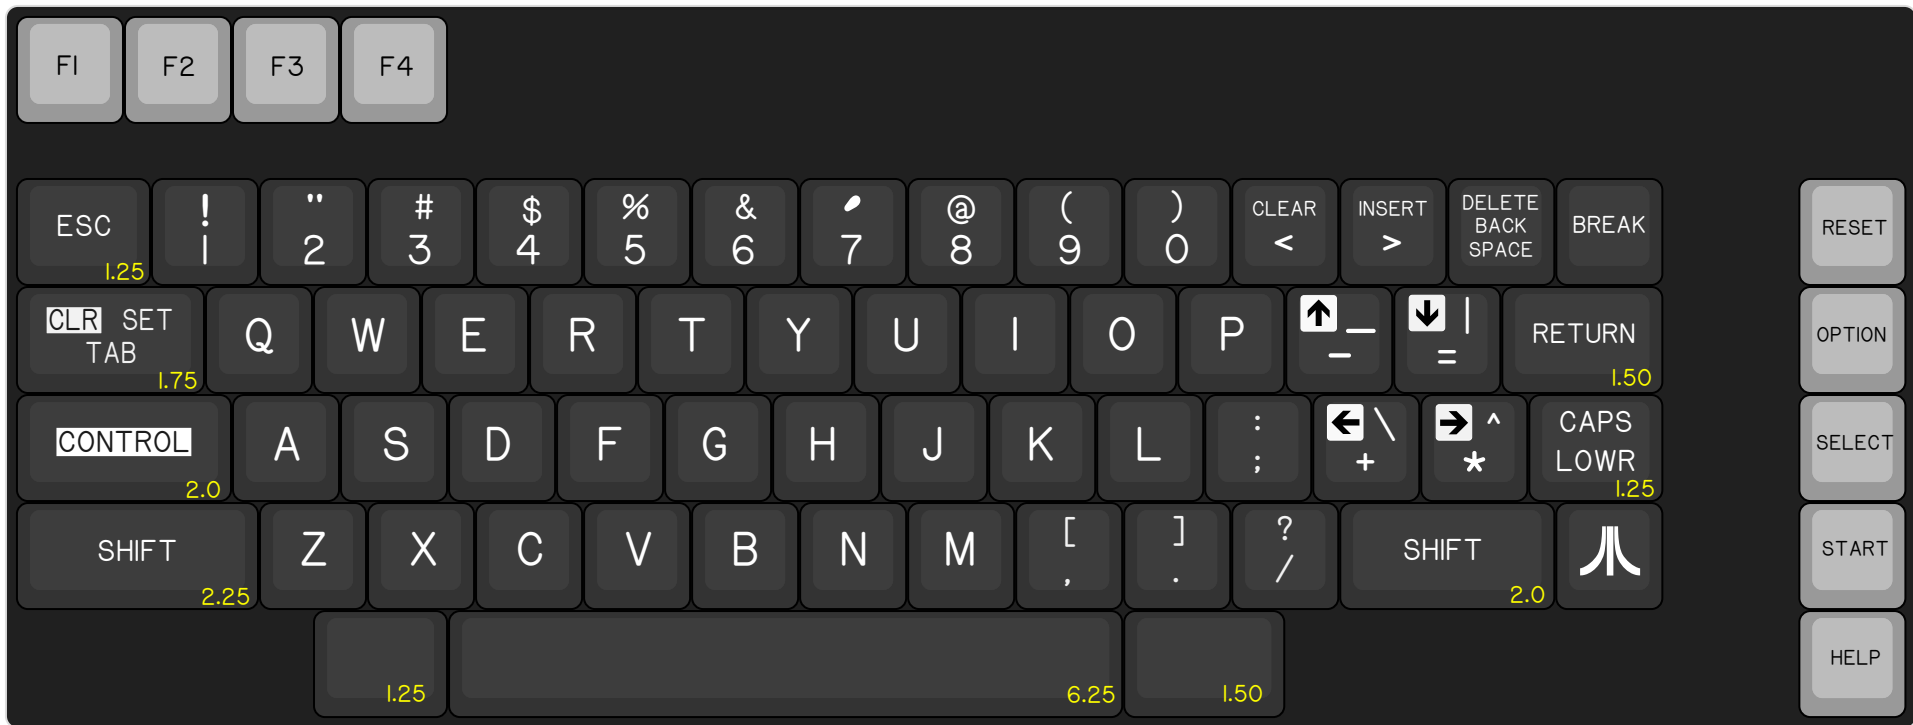 F1 F2 F3 F4
! " # $ % & ' @ ( ) CLEAR INSERT DELETE
ESC 1 2 3 4 5 6 7 8 9 0 < > BACK BREAK RESET
SPACE
1.25
CLR SET Q W E R T Y U I O P _ | RETURN OPTION
TAB - =
1.75 1.50
CONTROL A S D F G H J K L : \ ^ CAPS SELECT
; + * LOWR
2.0 1.25
SHIFT Z X C V B N M [ ] ? SHIFT START
, . /
2.25 2.0
HELP
1.25 6.25 1.50